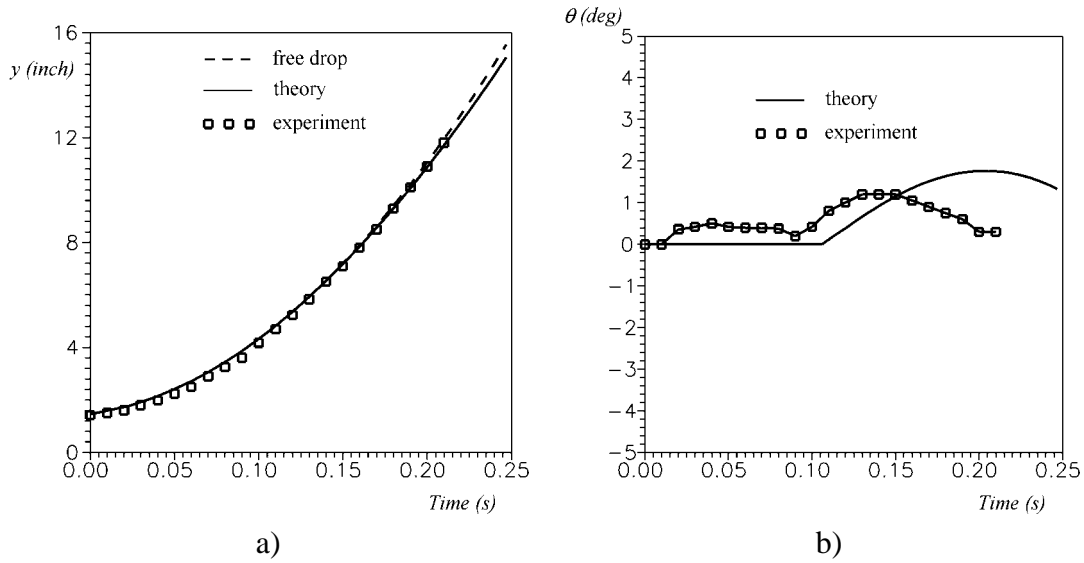 16
y (inch)
12
8
4
0
free drop
theory
experiment
0.00 0.05 0.10 0.15 0.20 0.25
Time (s)
a)
θ (deg)
5
4
3
2
1
0
−1
−2
−3
−4
−5
theory
experiment
0.00 0.05 0.10 0.15 0.20 0.25
Time (s)
b)